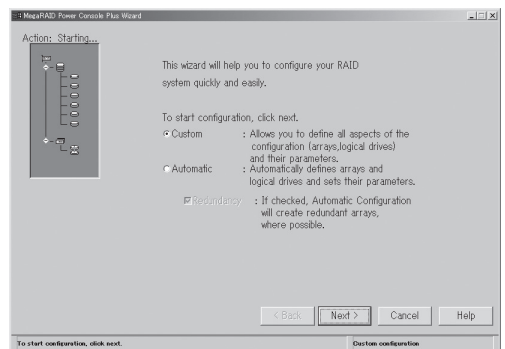 MegaRAID Power Console Plus Wizard
Action: Starting...
This wizard will help you to configure your RAID
system quickly and easily.
To start configuration, click next.
Custom : Allows you to define all aspects of the
configuration (arrays,logical drives)
and their parameters.
Automatic : Automatically defines arrays and
logical drives and sets their parameters.
Redundancy : If checked, Automatic Configuration
will create redundant arrays,
where possible.
< Back Next > Cancel Help
To start configuration, click next. Custom configuration